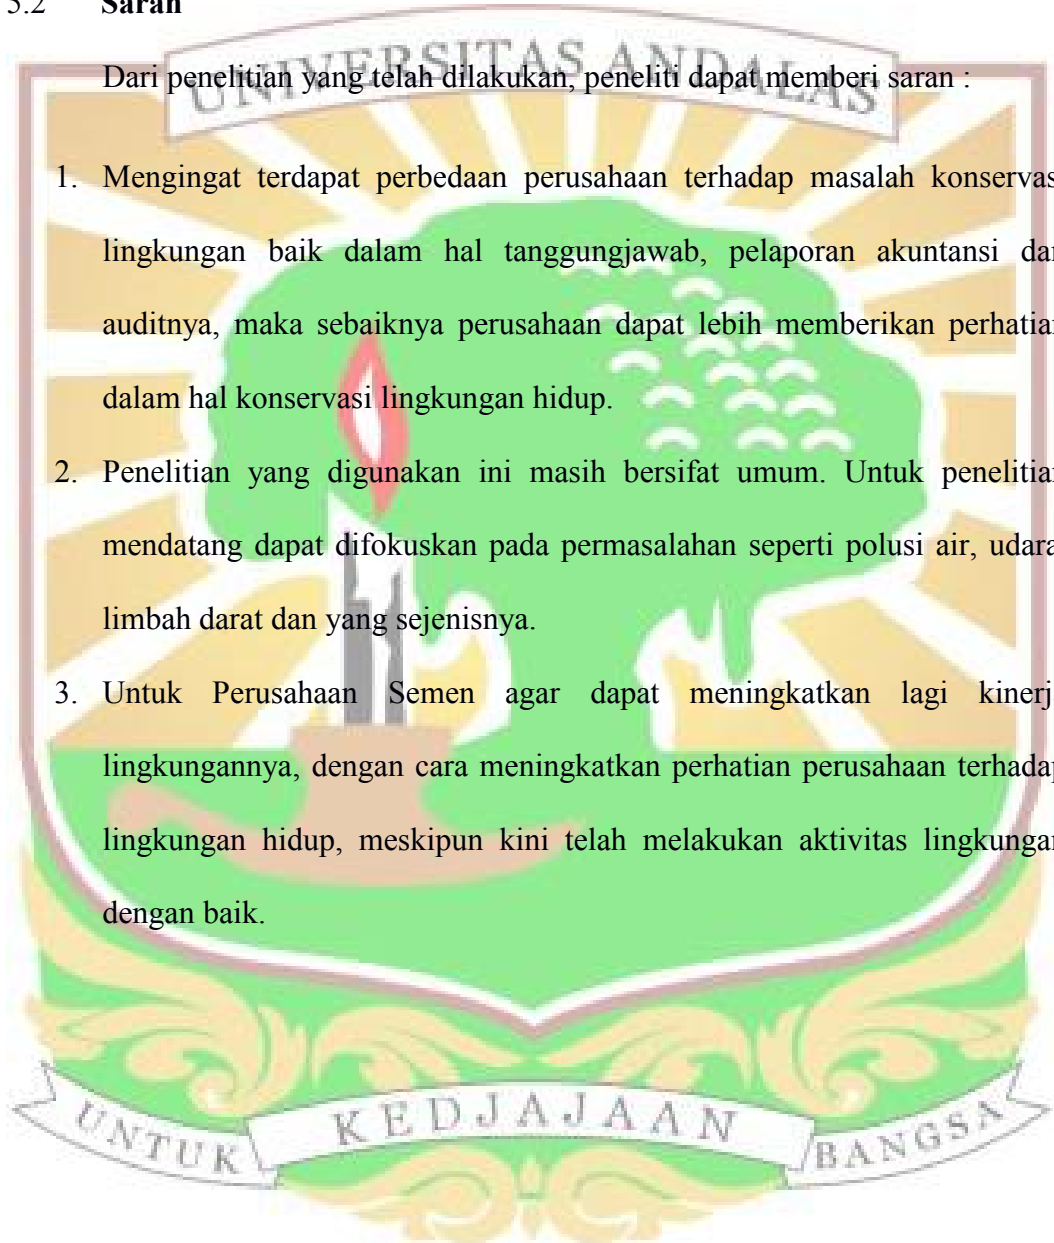 5.2 Saran
UNIVERSITAS ANDALAS
Dari penelitian yang telah dilakukan, peneliti dapat memberi saran :
1. Mengingat terdapat perbedaan perusahaan terhadap masalah konservas
lingkungan baik dalam hal tanggungjawab, pelaporan akuntansi dan
auditnya, maka sebaiknya perusahaan dapat lebih memberikan perhatian
dalam hal konservasi lingkungan hidup.
2. Penelitian yang digunakan ini masih bersifat umum. Untuk penelitian
mendatang dapat difokuskan pada permasalahan seperti polusi air, udara
limbah darat dan yang sejenisnya.
3. Untuk Perusahaan Semen agar dapat meningkatkan lagi kinerj
lingkungannya, dengan cara meningkatkan perhatian perusahaan terhadap
lingkungan hidup, meskipun kini telah melakukan aktivitas lingkungan
dengan baik.
UNTUK KEDJAJAAN BANGSA